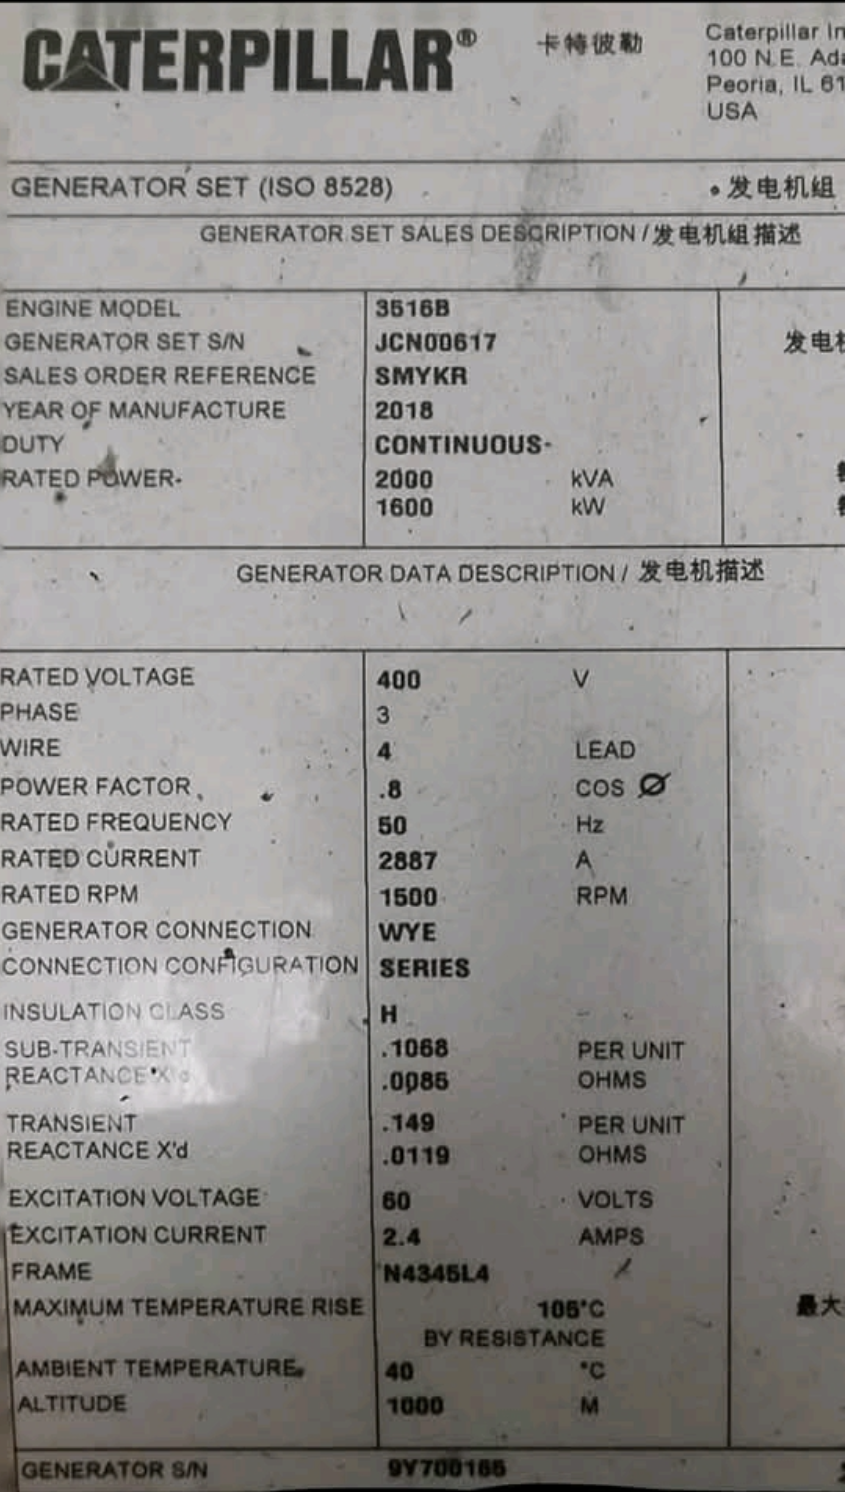 CATERPILLAR® 卡特彼勒 Caterpillar In
100 N.E. Ada
Peoria, IL 61
USA
GENERATOR SET (ISO 8528) 发电机组
GENERATOR SET SALES DESCRIPTION / 发电机组描述
ENGINE MODEL 3516B
GENERATOR SET S/N JCN00617 发电机
SALES ORDER REFERENCE SMYKR
YEAR OF MANUFACTURE 2018
DUTY CONTINUOUS
RATED POWER 2000 kVA
1600 kW
GENERATOR DATA DESCRIPTION / 发电机描述
RATED VOLTAGE 400 V
PHASE 3
WIRE 4 LEAD
POWER FACTOR .8 COS Ø
RATED FREQUENCY 50 Hz
RATED CURRENT 2887 A
RATED RPM 1500 RPM
GENERATOR CONNECTION WYE
CONNECTION CONFIGURATION SERIES
INSULATION CLASS H
SUB-TRANSIENT .1068 PER UNIT
REACTANCE .0085 OHMS
TRANSIENT .149 PER UNIT
REACTANCE X'd .0119 OHMS
EXCITATION VOLTAGE 60 VOLTS
EXCITATION CURRENT 2.4 AMPS
FRAME N4345L4
MAXIMUM TEMPERATURE RISE 105°C 最大
BY RESISTANCE
AMBIENT TEMPERATURE 40 °C
ALTITUDE 1000 M
GENERATOR S/N 9Y700165